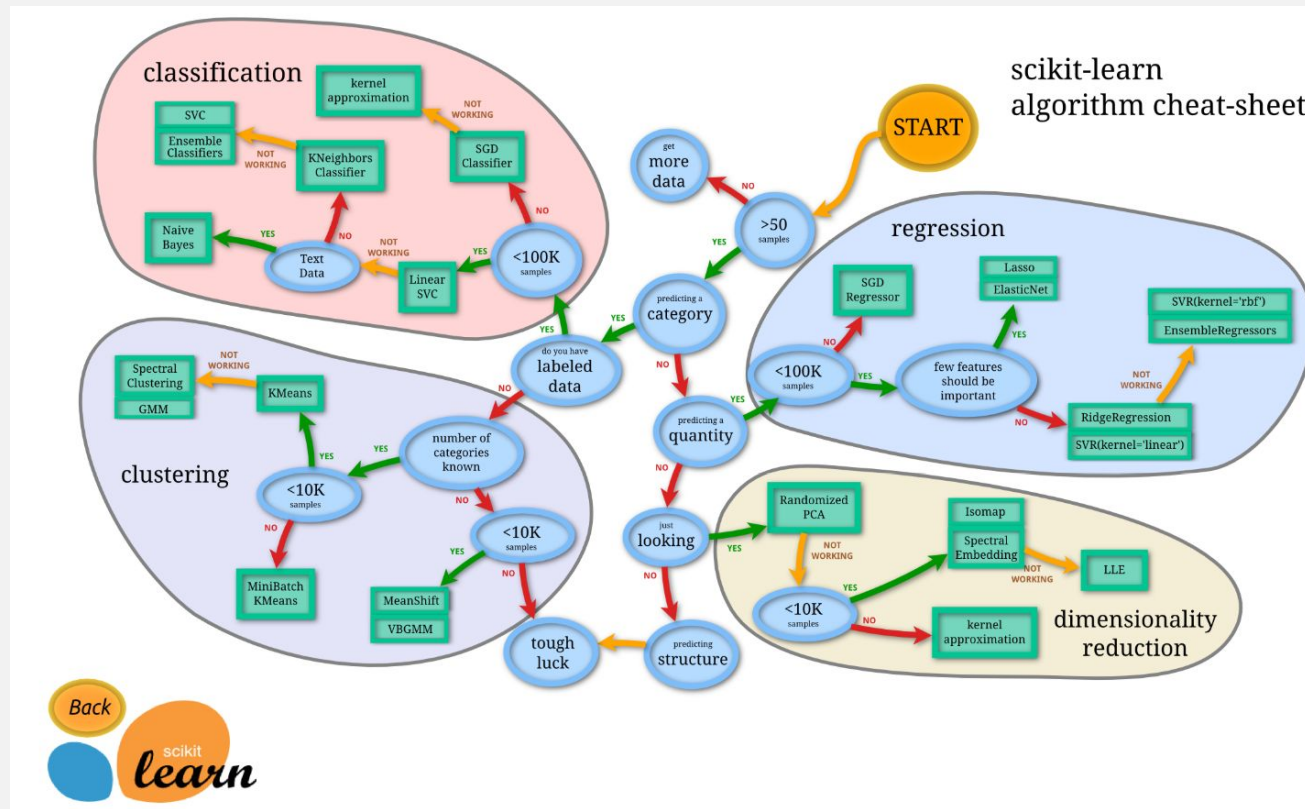 scikit-learn
algorithm cheat-sheet
START
classification
kernel
approximation
NOT
WORKING
SVC
Ensemble
Classifiers
NOT
WORKING
KNeighbors
Classifier
SGD
Classifier
NO
NO
Naive
Bayes
YES
Text
Data
NOT
WORKING
Linear
SVC
YES
<100K
samples
YES
get
more
data
NO
>50
samples
YES
predicting a
category
YES
NO
do you have
labeled
data
NO
predicting a
quantity
YES
NO
just
looking
YES
NO
predicting
structure
tough
luck
regression
SGD
Regressor
NO
<100K
samples
YES
Lasso
ElasticNet
YES
few features
should be
important
NO
SVR(kernel='rbf')
EnsembleRegressors
NOT
WORKING
RidgeRegression
SVR(kernel='linear')
clustering
Spectral
Clustering
GMM
NOT
WORKING
KMeans
YES
<10K
samples
YES
number of
categories
known
NO
NO
MiniBatch
KMeans
<10K
samples
YES
NO
MeanShift
VBGMM
Randomized
PCA
NOT
WORKING
<10K
samples
YES
NO
Isomap
Spectral
Embedding
NOT
WORKING
LLE
kernel
approximation
dimensionality
reduction
Back
scikit
learn